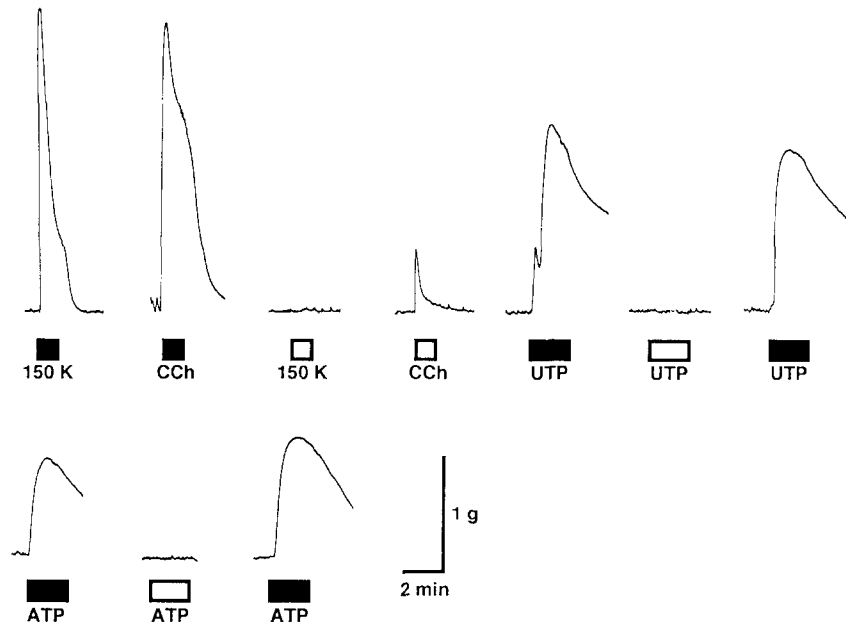 150 K CCh 150 K CCh UTP UTP UTP
1 g
2 min
ATP ATP ATP